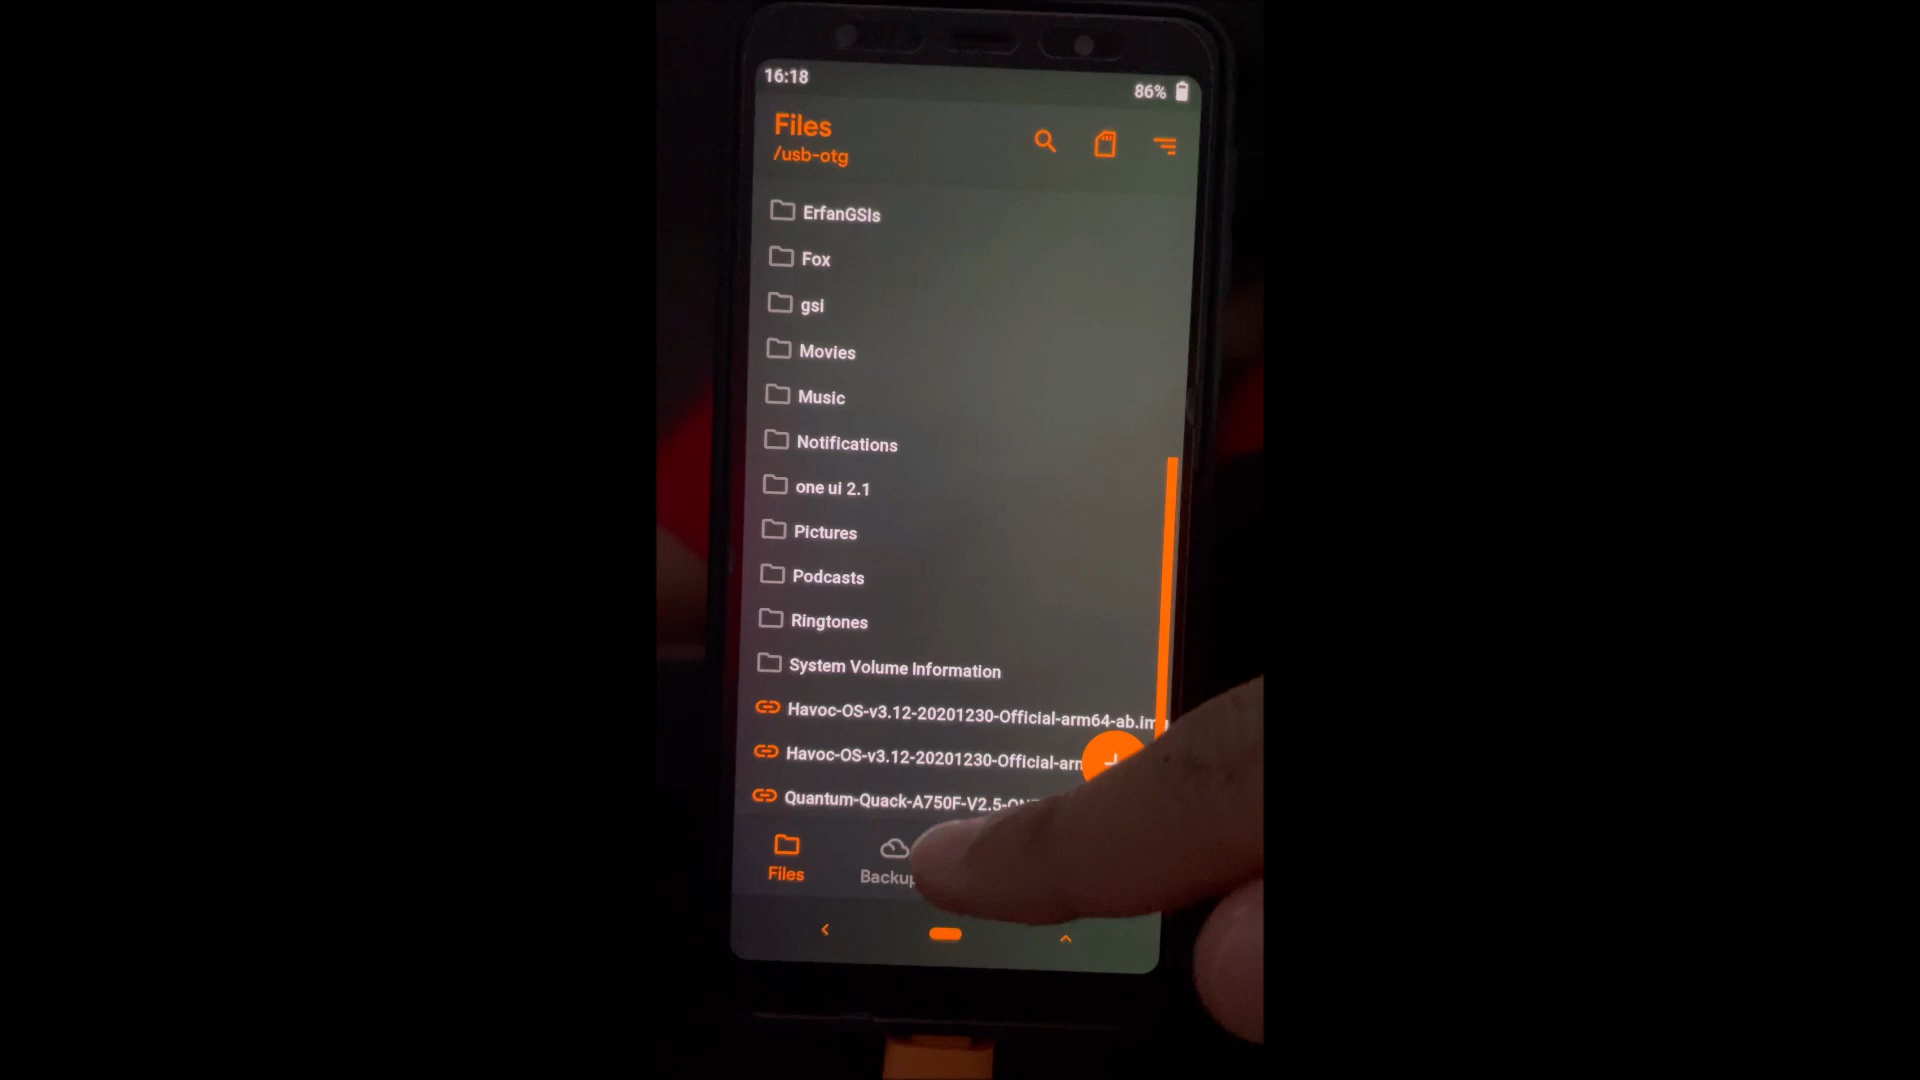 16:18
86%
Files
/usb-otg
ErfanGSIs
Fox
gsi
Movies
Music
Notifications
one ui 2.1
Pictures
Podcasts
Ringtones
System Volume Information
Havoc-OS-v3.12-20201230-Official-arm64-ab.img
Havoc-OS-v3.12-20201230-Official-arm
Quantum-Quack-A750F-V2.5-
Files
Backup